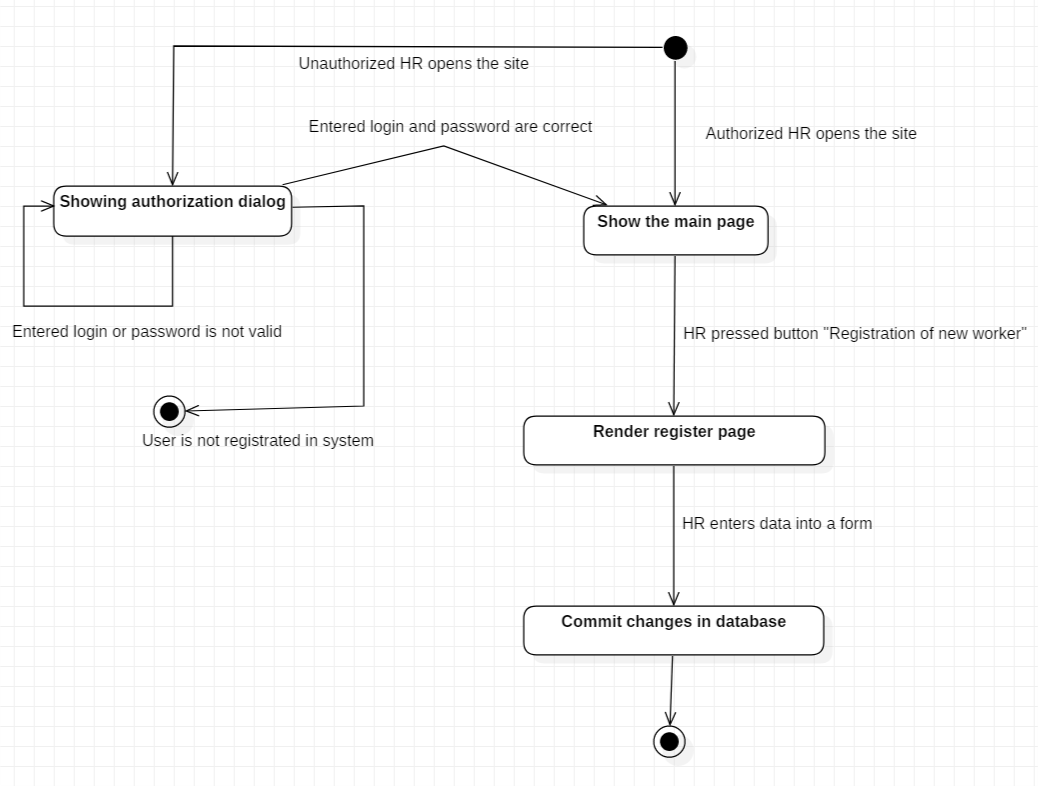 Unauthorized HR opens the site
Entered login and password are correct
Authorized HR opens the site
Showing authorization dialog
Show the main page
Entered login or password is not valid
HR pressed button "Registration of new worker"
User is not registrated in system
Render register page
HR enters data into a form
Commit changes in database